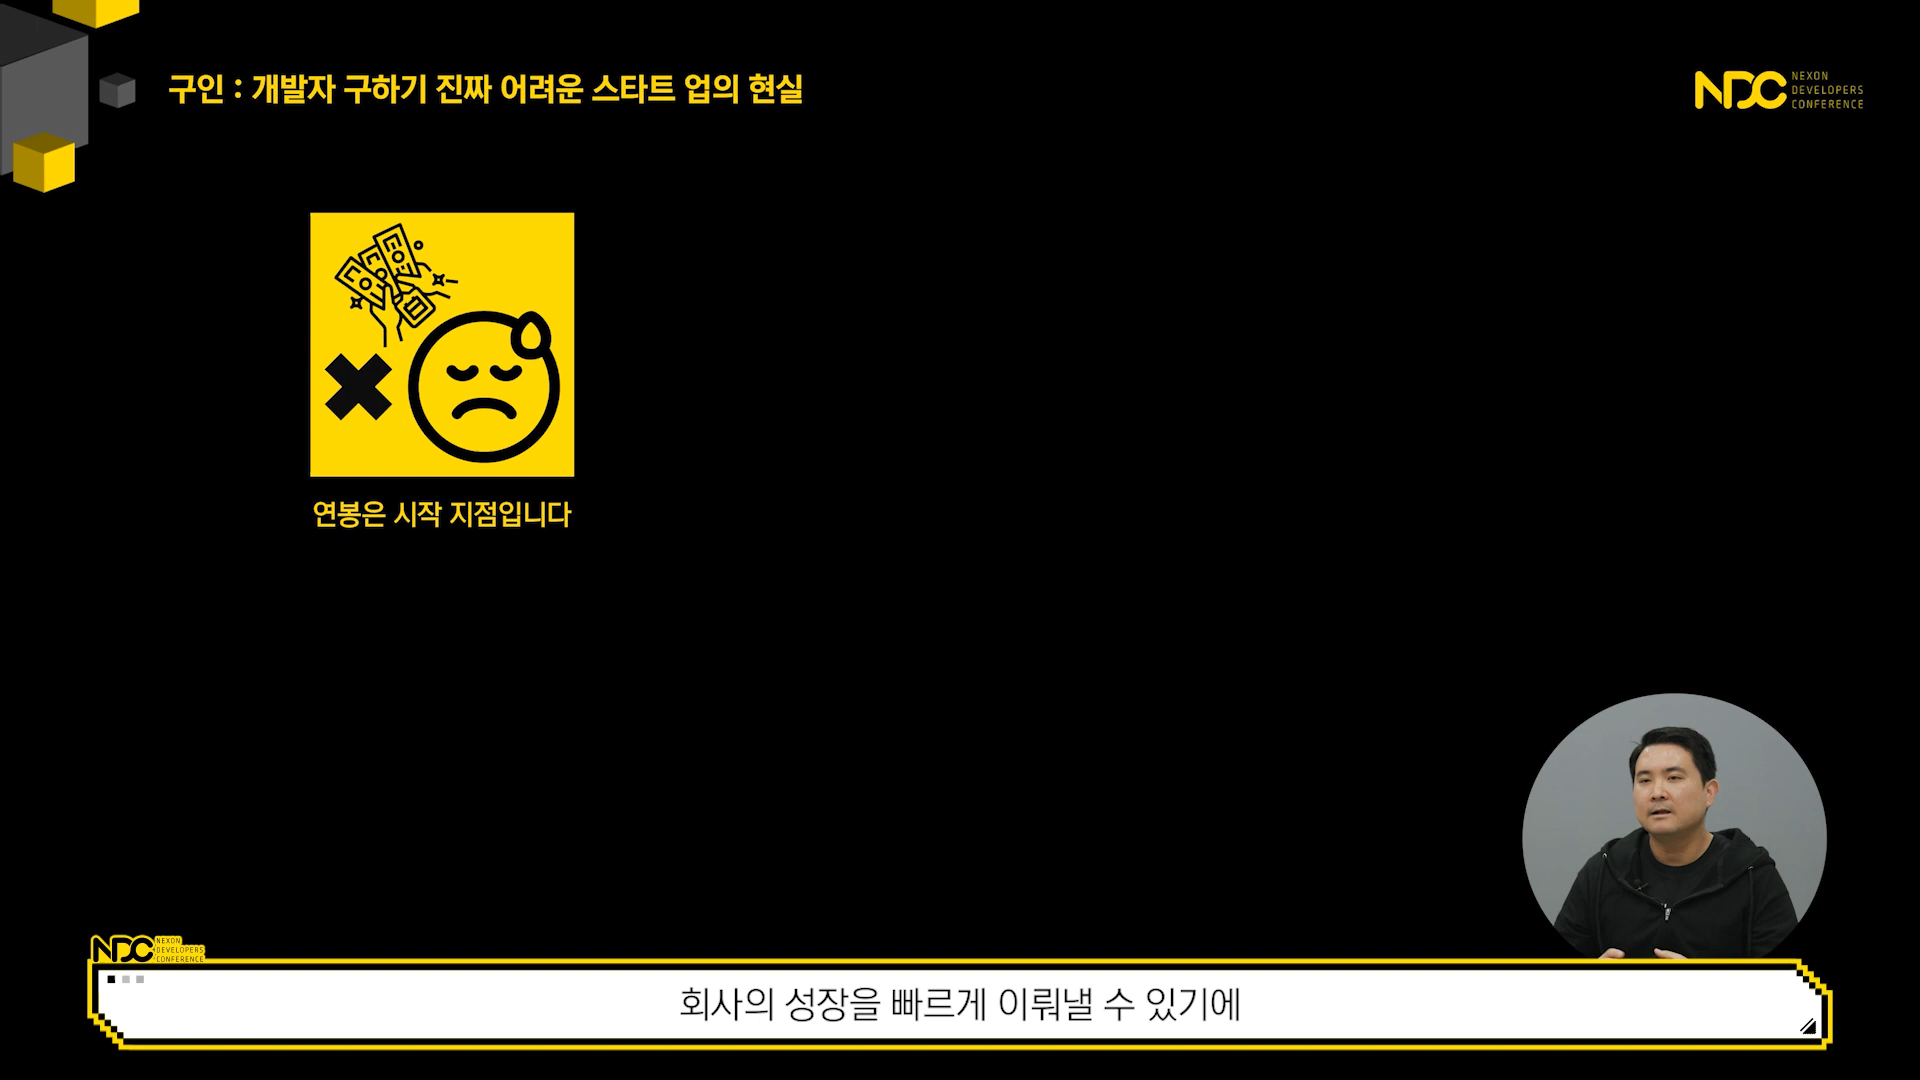 구인 : 개발자 구하기 진짜 어려운 스타트 업의 현실
NDC
NEXON
DEVELOPERS
CONFERENCE
연봉은 시작 지점입니다
NDC
NEXON
DEVELOPERS
CONFERENCE
회사의 성장을 빠르게 이뤄낼 수 있기에